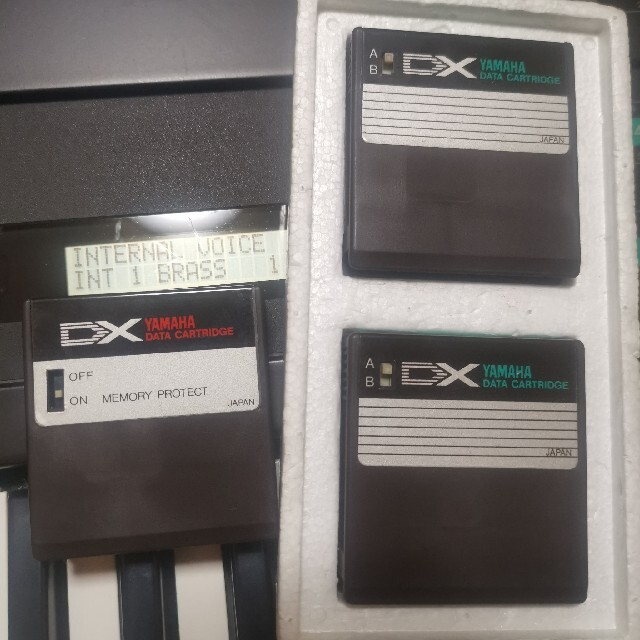 INTERNAL VOICE
INT 1 BRASS 1
DX YAMAHA
DATA CARTRIDGE
OFF
ON MEMORY PROTECT
JAPAN
A
B
DX YAMAHA
DATA CARTRIDGE
JAPAN
A
B
DX YAMAHA
DATA CARTRIDGE
JAPAN